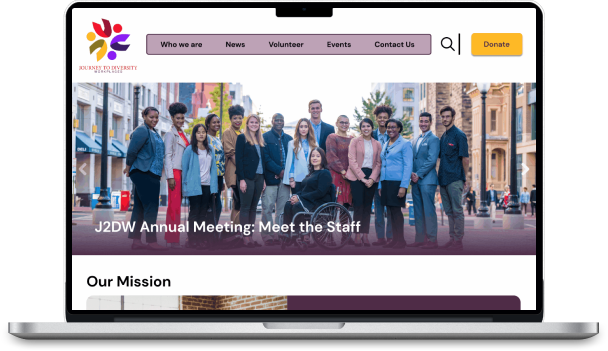 JOURNEY TO DIVERSITY
WORKPLACES
Who we are
News
Volunteer
Events
Contact Us
Donate
J2DW Annual Meeting: Meet the Staff
Our Mission